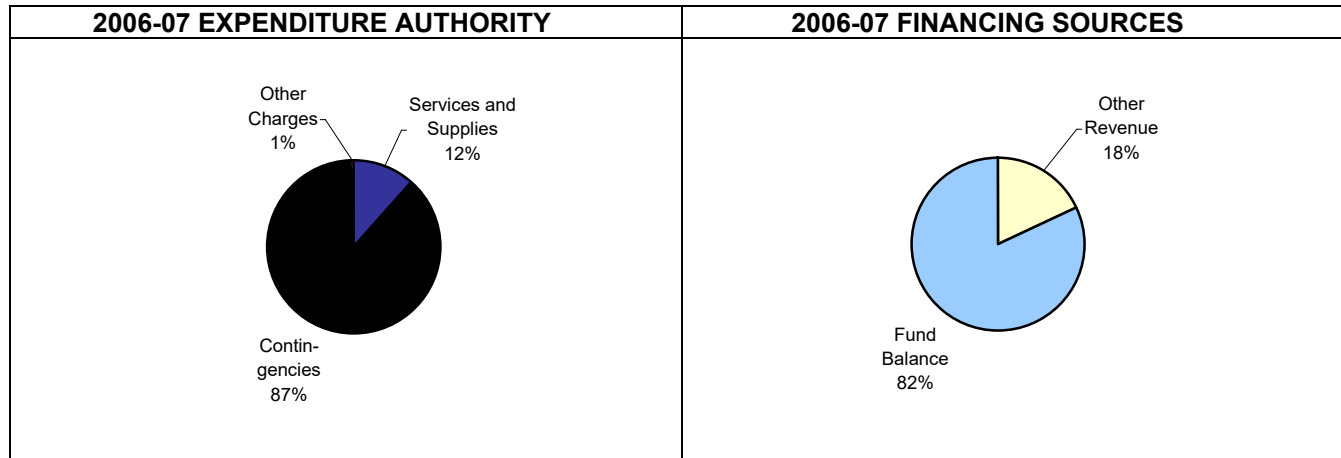 2006-07 EXPENDITURE AUTHORITY
Other
Charges
1%
Services and
Supplies
12%
Contin-
gencies
87%
2006-07 FINANCING SOURCES
Other
Revenue
18%
Fund
Balance
82%